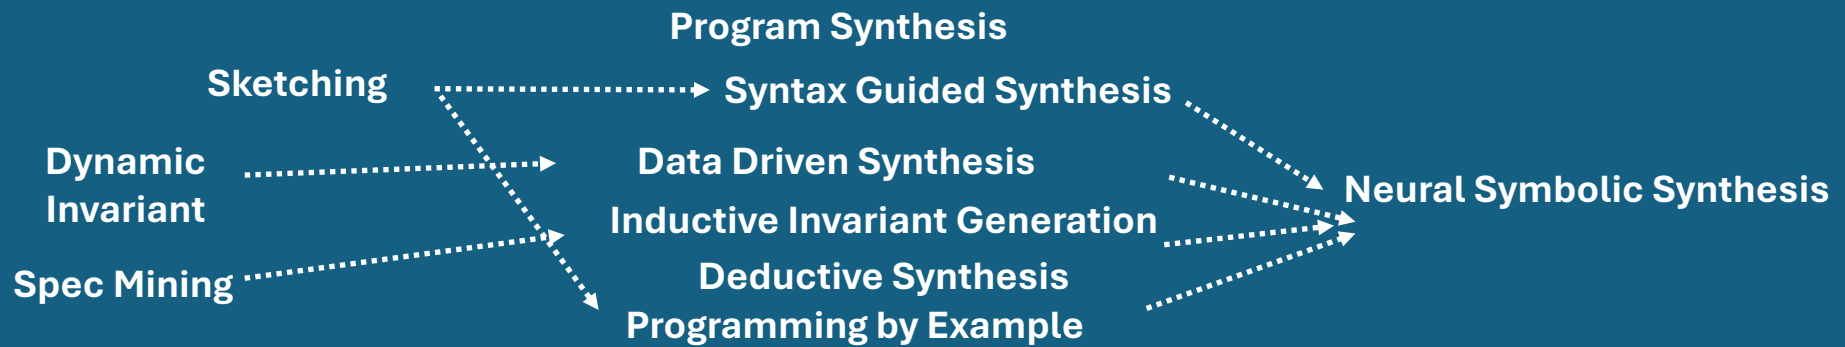 Program Synthesis
Sketching
Syntax Guided Synthesis
Dynamic
Invariant
Data Driven Synthesis
Neural Symbolic Synthesis
Inductive Invariant Generation
Spec Mining
Deductive Synthesis
Programming by Example